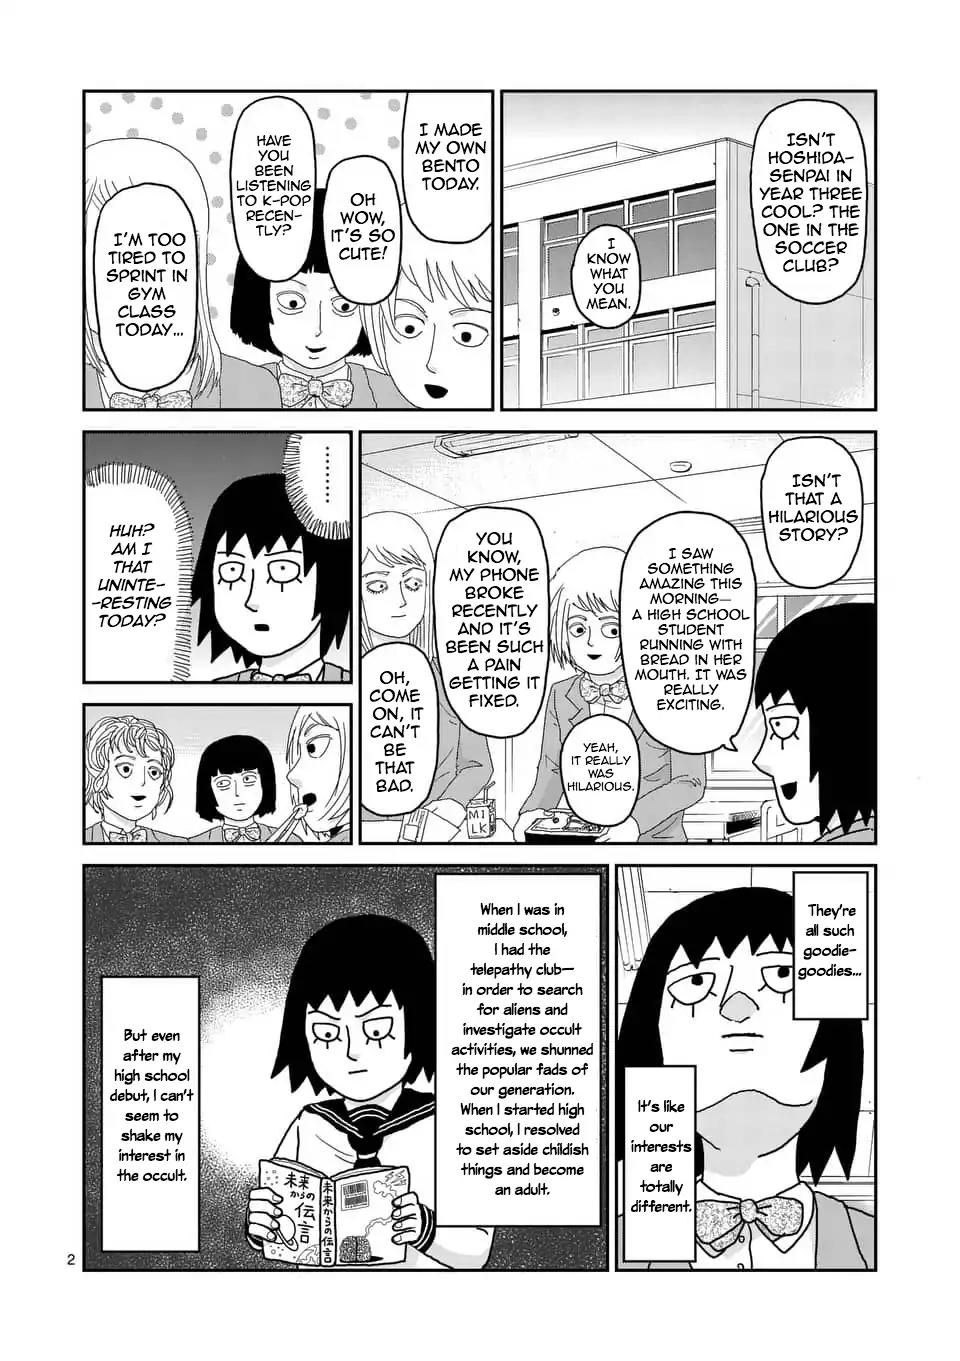 ISN'T
HOSHIDA-
SENPAI IN
YEAR THREE
COOL? THE
ONE IN THE
SOCCER
CLUB?
I
KNOW
WHAT
YOU
MEAN.
I MADE
MY OWN
BENTO
TODAY.
OH
WOW,
IT'S SO
CUTE!
HAVE
YOU
BEEN
LISTENING
TO K-POP
RECEN-
TLY?
I'M TOO
TIRED TO
SPRINT IN
GYM
CLASS
TODAY...
ISN'T
THAT A
HILARIOUS
STORY?
I SAW
SOMETHING
AMAZING THIS
MORNING—
A HIGH SCHOOL
STUDENT
RUNNING WITH
BREAD IN HER
MOUTH. IT WAS
REALLY
EXCITING.
YEAH,
IT REALLY
WAS
HILARIOUS.
YOU
KNOW,
MY PHONE
BROKE
RECENTLY
AND IT'S
BEEN SUCH
A PAIN
GETTING IT
FIXED.
OH,
COME
ON, IT
CAN'T
BE
THAT
BAD.
MI
LK
.........
HUH?
AM I
THAT
UNINTE-
-RESTING
TODAY?
They're
all such
goodie-
goodies...
It's like
our
interests
are
totally
different.
When I was in
middle school,
I had the
telepathy club—
in order to search
for aliens and
investigate occult
activities, we shunned
the popular fads of
our generation.
When I started high
school, I resolved
to set aside childish
things and become
an adult.
But even
after my
high school
debut, I can't
seem to
shake my
interest in
the occult.
未来
からの
伝言
未来からの伝言
2